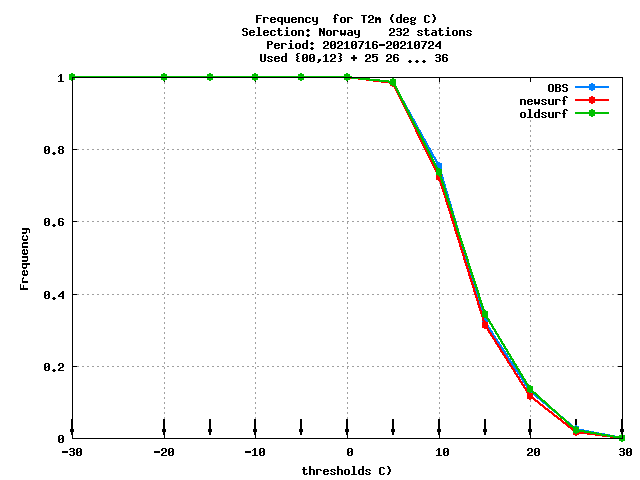 Frequency  for T2m (deg C)
Selection: Norway    232 stations
Period: 20210716-20210724
Used {00,12} + 25 26 ... 36
OBS
newsurf
oldsurf
1
0.8
0.6
0.4
0.2
0
Frequency
-30
-20
-10
0
10
20
30
thresholds C)